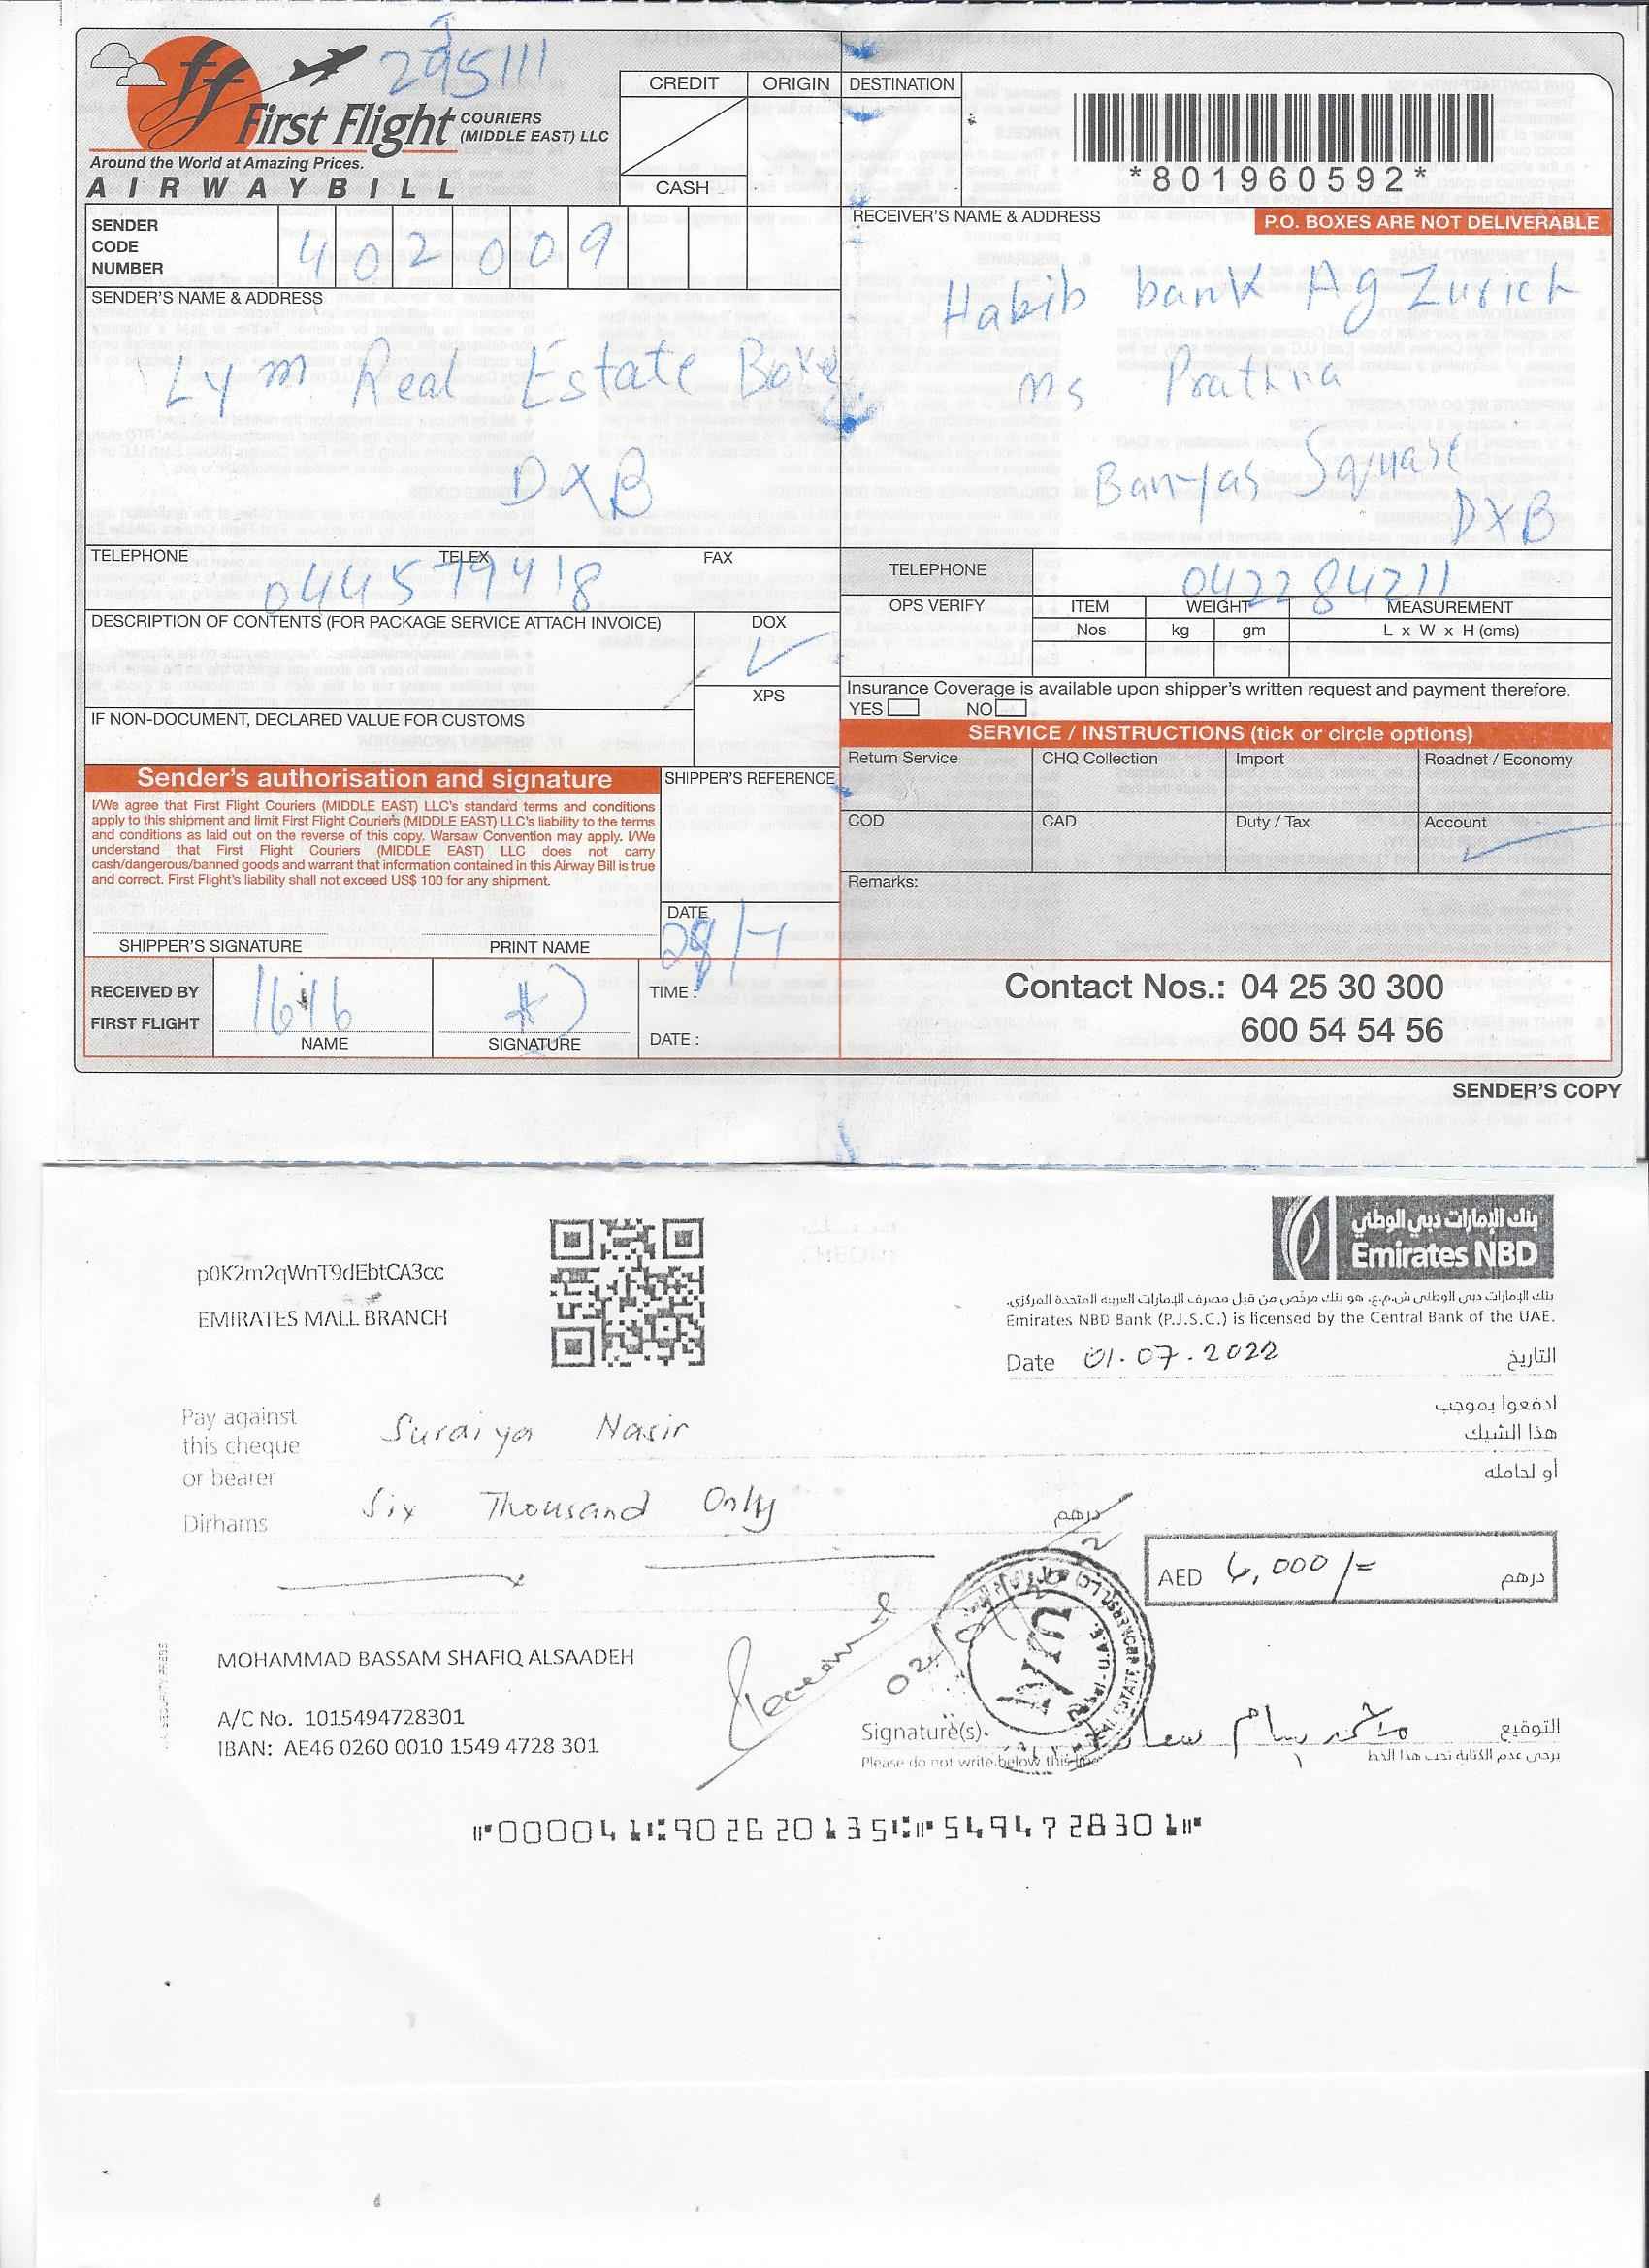 295111
First Flight COURIERS
(MIDDLE EAST) LLC
Around the World at Amazing Prices.
AIRWAYBILL
CREDIT
CASH
ORIGIN
DESTINATION
*801960592*
SENDER
CODE
NUMBER
402009
RECEIVER'S NAME & ADDRESS
P.O. BOXES ARE NOT DELIVERABLE
SENDER'S NAME & ADDRESS
Lym Real Estate
DXB
Habib bank Ag Zurich
Ms Prathna
Banyas Square
DXB
TELEPHONE TELEX FAX
044579418
TELEPHONE
042284211
DESCRIPTION OF CONTENTS (FOR PACKAGE SERVICE ATTACH INVOICE)
DOX
XPS
IF NON-DOCUMENT, DECLARED VALUE FOR CUSTOMS
OPS VERIFY
ITEM
Nos
WEIGHT
kg gm
MEASUREMENT
L x W x H (cms)
Insurance Coverage is available upon shipper's written request and payment therefore.
YES NO
SERVICE / INSTRUCTIONS (tick or circle options)
Return Service CHQ Collection Import Roadnet / Economy
COD CAD Duty / Tax Account
Remarks:
Sender's authorisation and signature
I/We agree that First Flight Couriers (MIDDLE EAST) LLC's standard terms and conditions
apply to this shipment and limit First Flight Couriers (MIDDLE EAST) LLC's liability to the terms
and conditions as laid out on the reverse of this copy. Warsaw Convention may apply. I/We
understand that First Flight Couriers (MIDDLE EAST) LLC does not carry
cash/dangerous/banned goods and warrant that information contained in this Airway Bill is true
and correct. First Flight's liability shall not exceed US$ 100 for any shipment.
SHIPPER'S SIGNATURE PRINT NAME
SHIPPER'S REFERENCE
DATE
RECEIVED BY
FIRST FLIGHT
1616
NAME
SIGNATURE
TIME :
DATE :
Contact Nos.: 04 25 30 300
600 54 54 56
SENDER'S COPY
p0K2m2qWnT9dEbtCA3cc
EMIRATES MALL BRANCH
بنك الإمارات دبي الوطني
Emirates NBD
بنك الإمارات دبي الوطني ش.م.ع. هو بنك مرخص من قبل مصرف الإمارات العربية المتحدة المركزي.
Emirates NBD Bank (P.J.S.C.) is licensed by the Central Bank of the UAE.
Date 01.07.2022 التاريخ
Pay against
this cheque
or bearer
Suraiya Nasir
ادفعوا بموجب
هذا الشيك
أو لحامله
Dirhams Six Thousand Only درهم
AED 6,000/= درهم
MOHAMMAD BASSAM SHAFIQ ALSAADEH
A/C No. 1015494728301
IBAN: AE46 0260 0010 1549 4728 301
Received
Signature(s). التوقيع
Please do not write below this line يرجى عدم الكتابة تحت هذا الخط
000041 902620135 5494728301